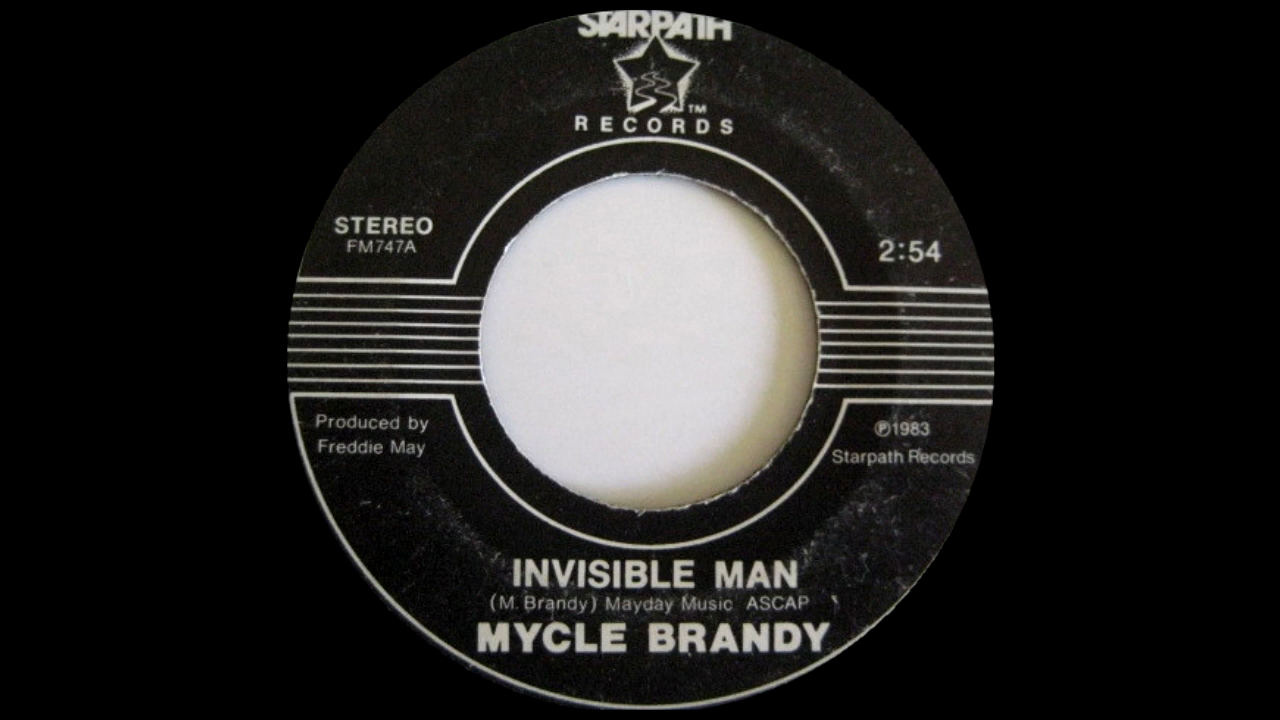 STARPATH
TM
RECORDS
STEREO
FM747A
2:54
Produced by
Freddie May
℗1983
Starpath Records
INVISIBLE MAN
(M. Brandy) Mayday Music ASCAP
MYCLE BRANDY